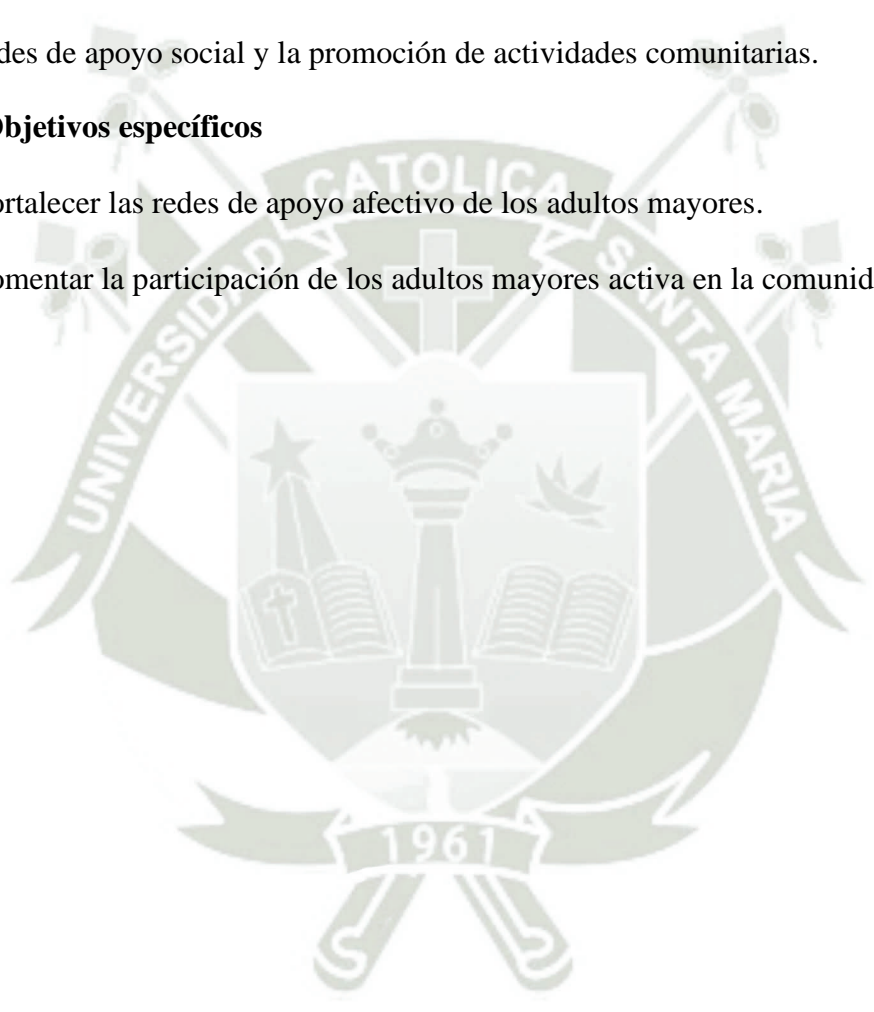 des de apoyo social y la promoción de actividades comunitarias.
bjetivos específicos
ortalecer las redes de apoyo afectivo de los adultos mayores.
omentar la participación de los adultos mayores activa en la comunid
UNIVERSIDAD CATOLICA SANTA MARIA
1961